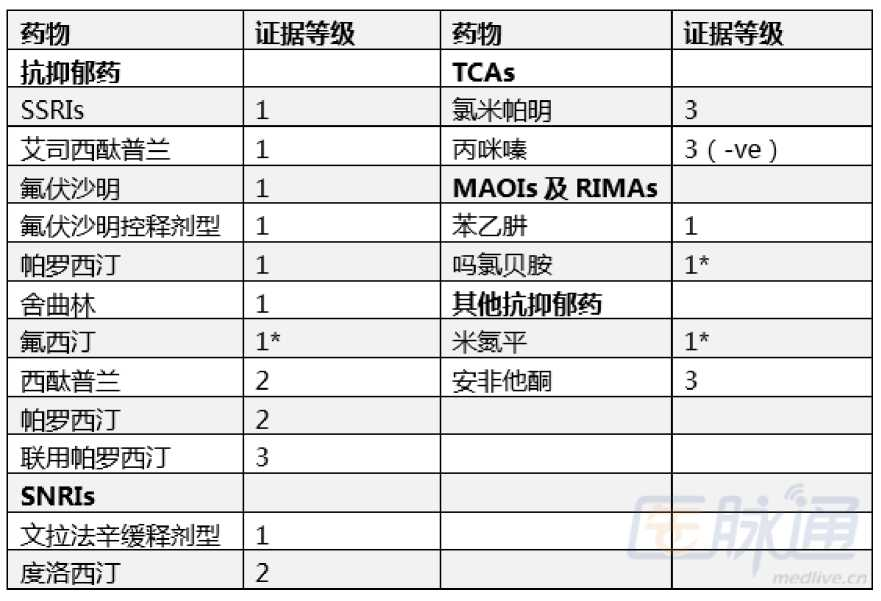 药物 证据等级 药物 证据等级
抗抑郁药 TCAs
SSRIs 1 氯米帕明 3
艾司西酞普兰 1 丙咪嗪 3（-ve）
氟伏沙明 1 MAOIs 及 RIMAs
氟伏沙明控释剂型 1 苯乙肼 1
帕罗西汀 1 吗氯贝胺 1*
舍曲林 1 其他抗抑郁药
氟西汀 1* 米氮平 1*
西酞普兰 2 安非他酮 3
帕罗西汀 2
联用帕罗西汀 3
SNRIs
文拉法辛缓释剂型 1
度洛西汀 2
医脉通
medlive.cn